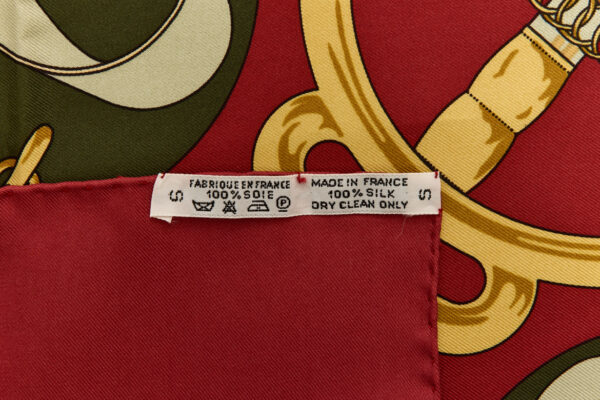 S
FABRIQUE EN FRANCE
100% SOIE
P
MADE IN FRANCE
100% SILK
DRY CLEAN ONLY
S